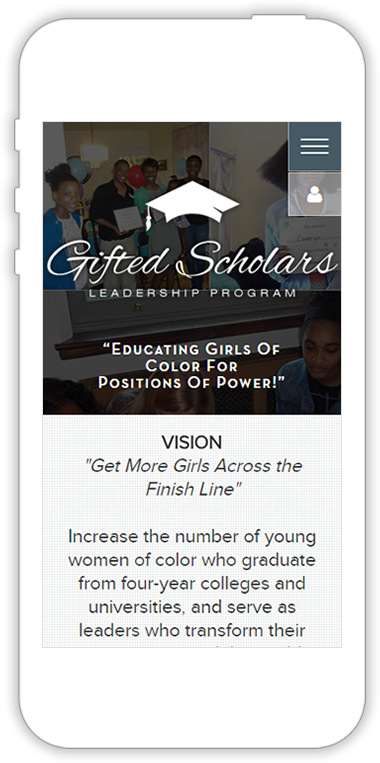 Gifted Scholars
LEADERSHIP PROGRAM
“EDUCATING GIRLS OF
COLOR FOR
POSITIONS OF POWER!”
VISION
"Get More Girls Across the
Finish Line"
Increase the number of young
women of color who graduate
from four-year colleges and
universities, and serve as
leaders who transform their